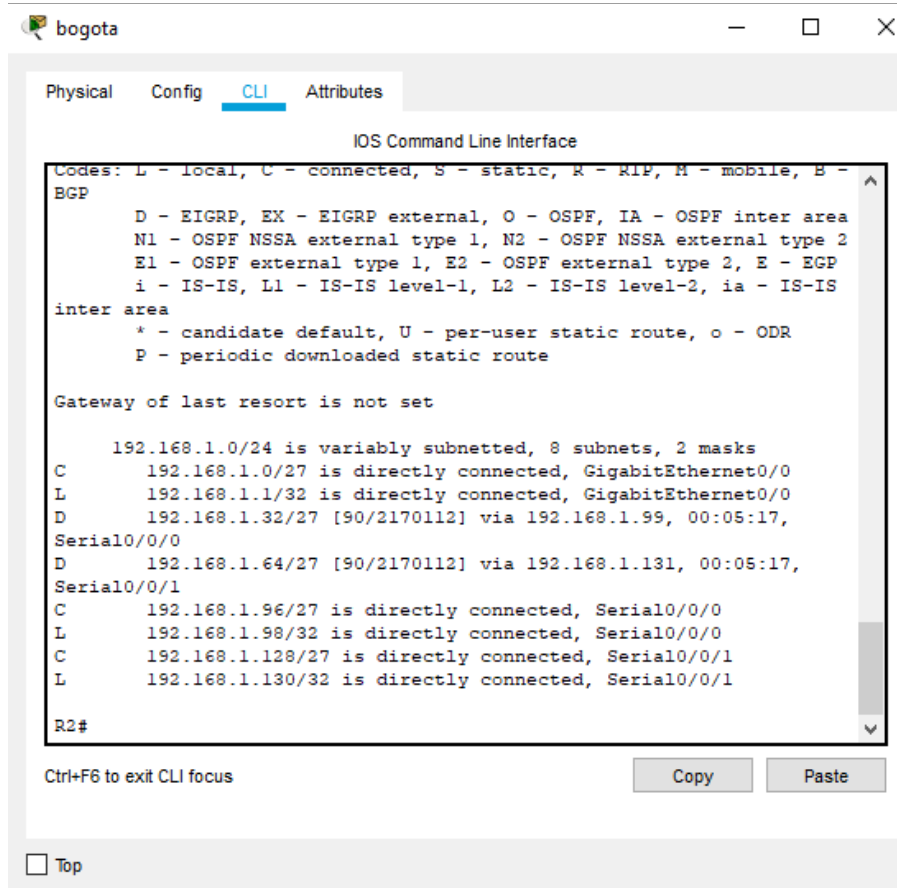 bogota
Physical Config CLI Attributes
IOS Command Line Interface
Codes: L - local, C - connected, S - static, R - RIP, M - mobile, B -
BGP
D - EIGRP, EX - EIGRP external, O - OSPF, IA - OSPF inter area
N1 - OSPF NSSA external type 1, N2 - OSPF NSSA external type 2
E1 - OSPF external type 1, E2 - OSPF external type 2, E - EGP
i - IS-IS, L1 - IS-IS level-1, L2 - IS-IS level-2, ia - IS-IS
inter area
* - candidate default, U - per-user static route, o - ODR
P - periodic downloaded static route
Gateway of last resort is not set
192.168.1.0/24 is variably subnetted, 8 subnets, 2 masks
C 192.168.1.0/27 is directly connected, GigabitEthernet0/0
L 192.168.1.1/32 is directly connected, GigabitEthernet0/0
D 192.168.1.32/27 [90/2170112] via 192.168.1.99, 00:05:17,
Serial0/0/0
D 192.168.1.64/27 [90/2170112] via 192.168.1.131, 00:05:17,
Serial0/0/1
C 192.168.1.96/27 is directly connected, Serial0/0/0
L 192.168.1.98/32 is directly connected, Serial0/0/0
C 192.168.1.128/27 is directly connected, Serial0/0/1
L 192.168.1.130/32 is directly connected, Serial0/0/1
R2#
Ctrl+F6 to exit CLI focus Copy Paste
Top